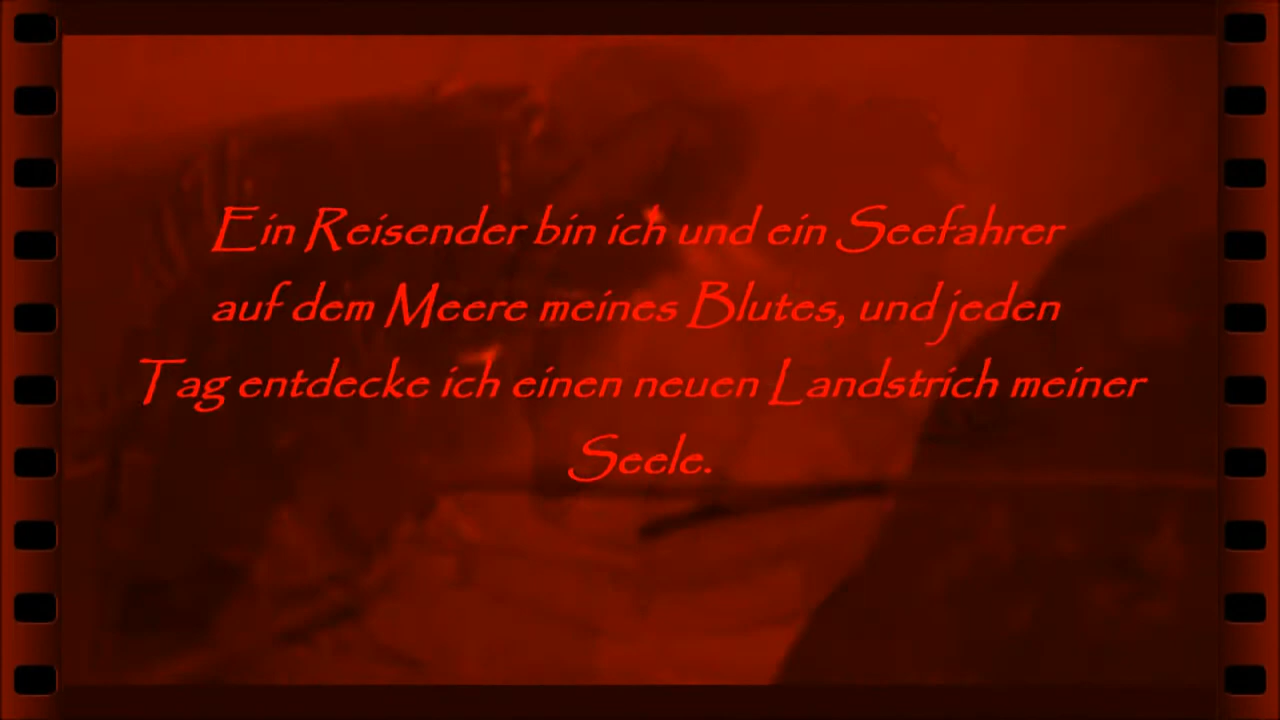 Ein Reisender bin ich und ein Seefahrer
auf dem Meere meines Blutes, und jeden
Tag entdecke ich einen neuen Landstrich meiner
Seele.